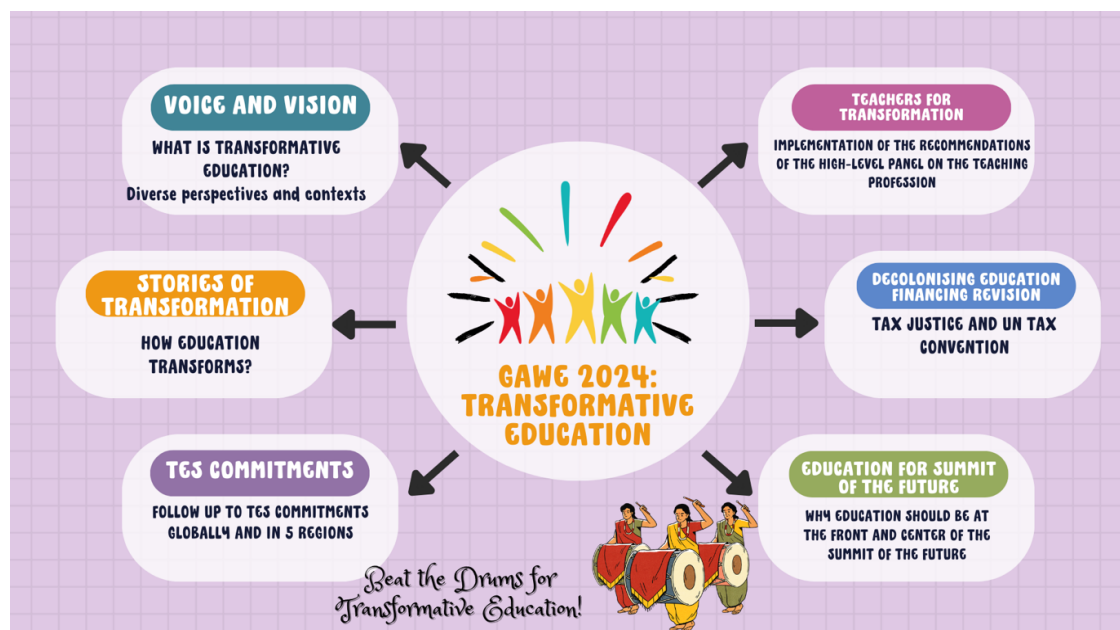 VOICE AND VISION
WHAT IS TRANSFORMATIVE
EDUCATION?
Diverse perspectives and contexts
STORIES OF
TRANSFORMATION
HOW EDUCATION
TRANSFORMS?
TES COMMITMENTS
FOLLOW UP TO TES COMMITMENTS
GLOBALLY AND IN 5 REGIONS
GAWE 2024:
TRANSFORMATIVE
EDUCATION
TEACHERS FOR
TRANSFORMATION
IMPLEMENTATION OF THE RECOMMENDATIONS
OF THE HIGH-LEVEL PANEL ON THE TEACHING
PROFESSION
DECOLONISING EDUCATION
FINANCING REVISION
TAX JUSTICE AND UN TAX
CONVENTION
EDUCATION FOR SUMMIT
OF THE FUTURE
WHY EDUCATION SHOULD BE AT
THE FRONT AND CENTER OF THE
SUMMIT OF THE FUTURE
Beat the Drums for
Transformative Education!